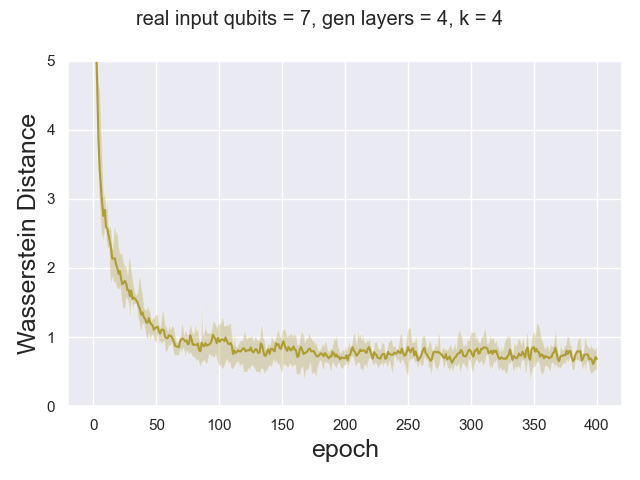 real input qubits = 7, gen layers = 4, k = 4
5
4
3
2
1
0
Wasserstein Distance
0 50 100 150 200 250 300 350 400
epoch